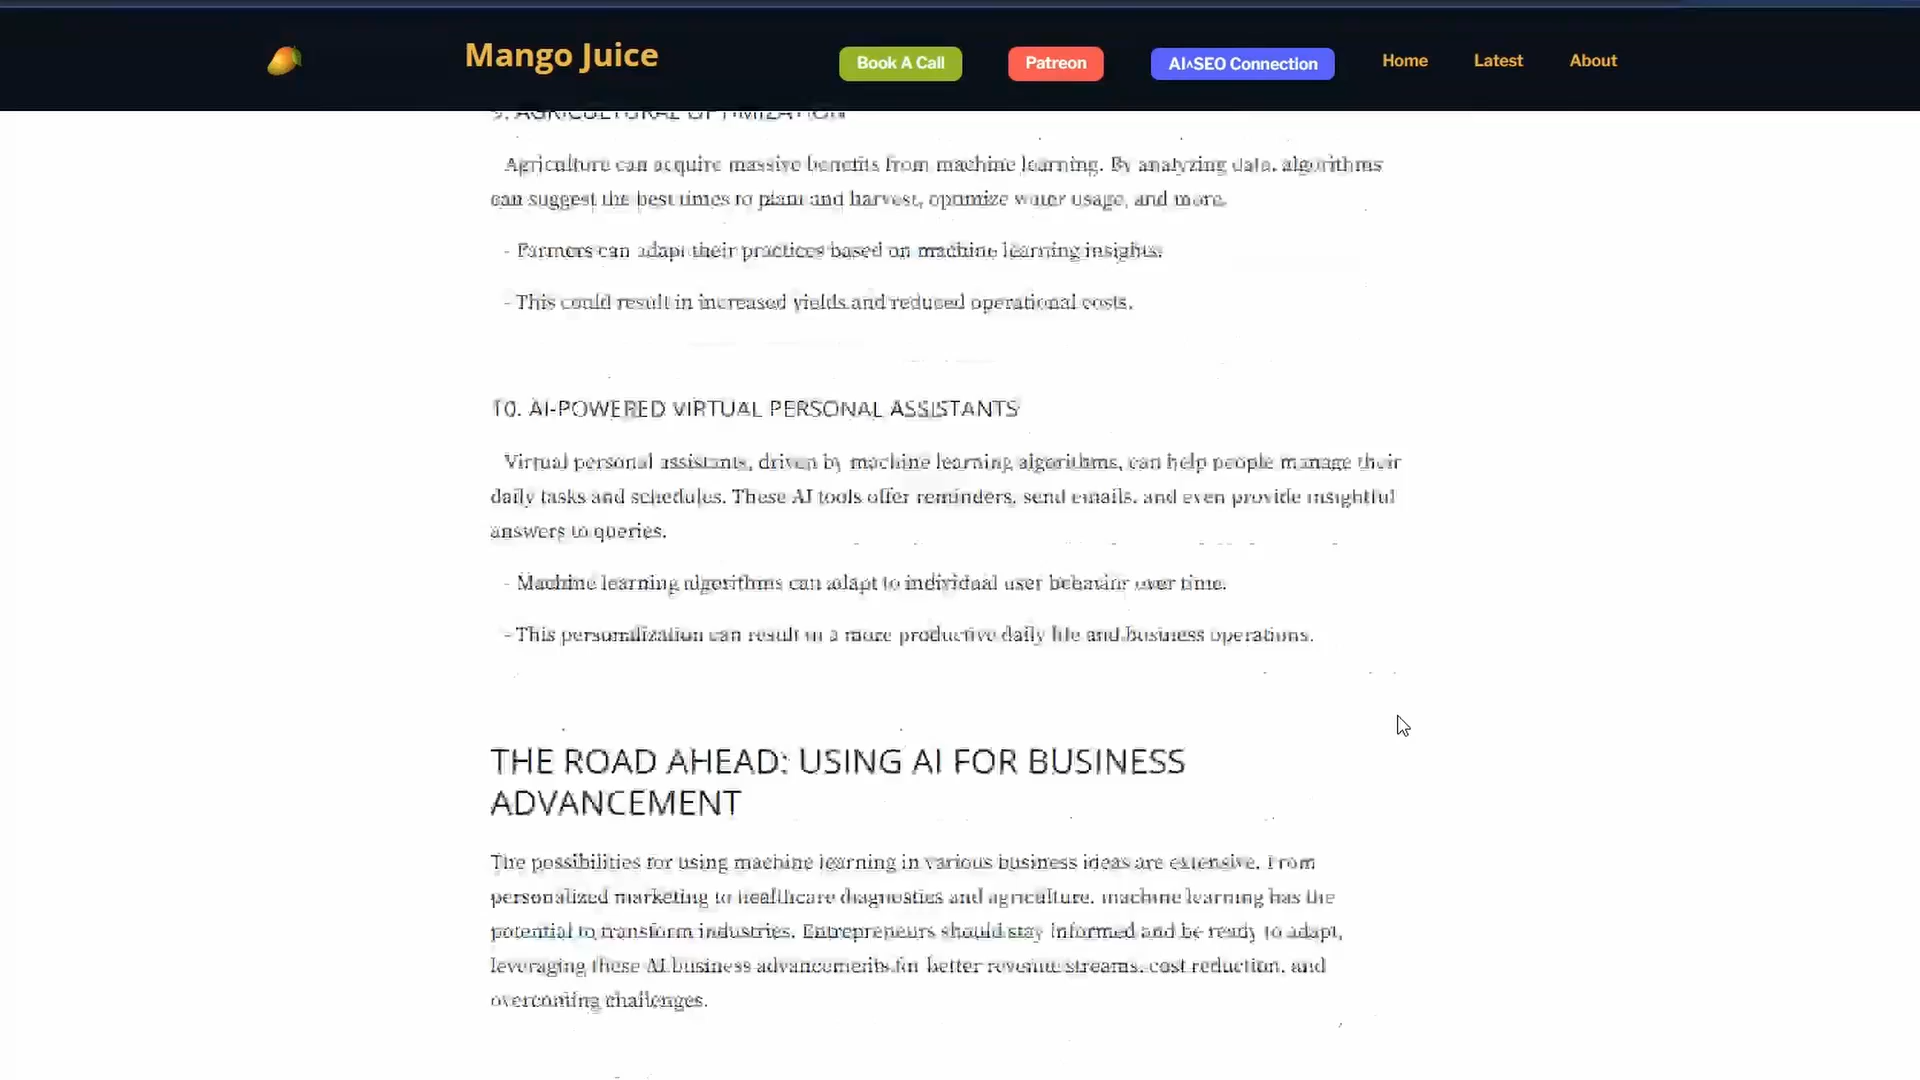 Mango Juice
Book A Call
Patreon
AI^SEO Connection
Home
Latest
About
9. AGRICULTURAL OPTIMIZATION
Agriculture can acquire massive benefits from machine learning. By analyzing data, algorithms
can suggest the best times to plant and harvest, optimize water usage, and more.
- Farmers can adapt their practices based on machine learning insights.
- This could result in increased yields and reduced operational costs.
10. AI-POWERED VIRTUAL PERSONAL ASSISTANTS
Virtual personal assistants, driven by machine learning algorithms, can help people manage their
daily tasks and schedules. These AI tools offer reminders, send emails, and even provide insightful
answers to queries.
- Machine learning algorithms can adapt to individual user behavior over time.
- This personalization can result in a more productive daily life and business operations.
THE ROAD AHEAD: USING AI FOR BUSINESS
ADVANCEMENT
The possibilities for using machine learning in various business ideas are extensive. From
personalized marketing to healthcare diagnostics and agriculture, machine learning has the
potential to transform industries. Entrepreneurs should stay informed and be ready to adapt,
leveraging these AI business advancements for better revenue streams, cost reduction, and
overcoming challenges.